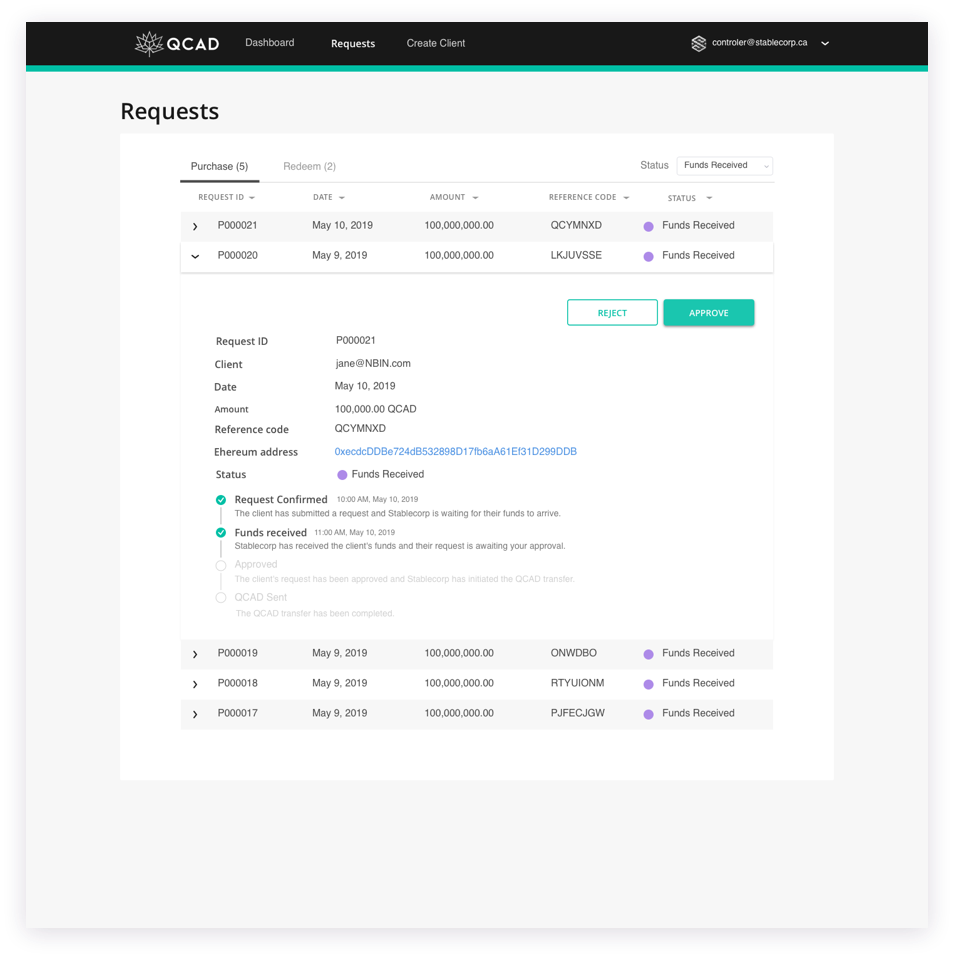 QCAD Dashboard Requests Create Client controler@stablecorp.ca
Requests
Purchase (5) Redeem (2) Status Funds Received
REQUEST ID DATE AMOUNT REFERENCE CODE STATUS
P000021 May 10, 2019 100,000,000.00 QCYMNXD Funds Received
P000020 May 9, 2019 100,000,000.00 LKJUVSSE Funds Received
REJECT APPROVE
Request ID P000021
Client jane@NBIN.com
Date May 10, 2019
Amount 100,000.00 QCAD
Reference code QCYMNXD
Ehereum address 0xecdcDDBe724dB532898D17fb6aA61Ef31D299DDB
Status Funds Received
Request Confirmed 10:00 AM, May 10, 2019
The client has submitted a request and Stablecorp is waiting for their funds to arrive.
Funds received 11:00 AM, May 10, 2019
Stablecorp has received the client's funds and their request is awaiting your approval.
Approved
The client's request has been approved and Stablecorp has initiated the QCAD transfer.
QCAD Sent
The QCAD transfer has been completed.
P000019 May 9, 2019 100,000,000.00 ONWDBO Funds Received
P000018 May 9, 2019 100,000,000.00 RTYUIONM Funds Received
P000017 May 9, 2019 100,000,000.00 PJFECJGW Funds Received